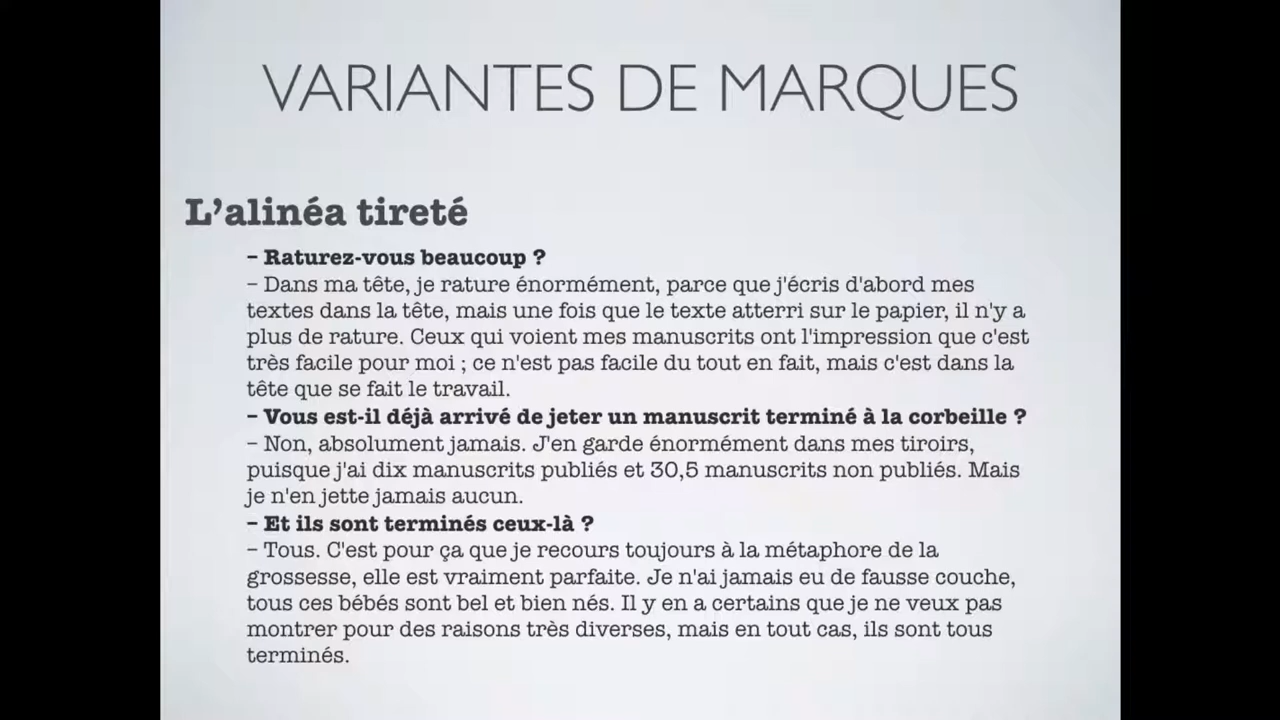 VARIANTES DE MARQUES
L'alinéa tireté
– Raturez-vous beaucoup ?
– Dans ma tête, je rature énormément, parce que j'écris d'abord mes
textes dans la tête, mais une fois que le texte atterri sur le papier, il n'y a
plus de rature. Ceux qui voient mes manuscrits ont l'impression que c'est
très facile pour moi ; ce n'est pas facile du tout en fait, mais c'est dans la
tête que se fait le travail.
– Vous est-il déjà arrivé de jeter un manuscrit terminé à la corbeille ?
– Non, absolument jamais. J'en garde énormément dans mes tiroirs,
puisque j'ai dix manuscrits publiés et 30,5 manuscrits non publiés. Mais
je n'en jette jamais aucun.
– Et ils sont terminés ceux-là ?
– Tous. C'est pour ça que je recours toujours à la métaphore de la
grossesse, elle est vraiment parfaite. Je n'ai jamais eu de fausse couche,
tous ces bébés sont bel et bien nés. Il y en a certains que je ne veux pas
montrer pour des raisons très diverses, mais en tout cas, ils sont tous
terminés.